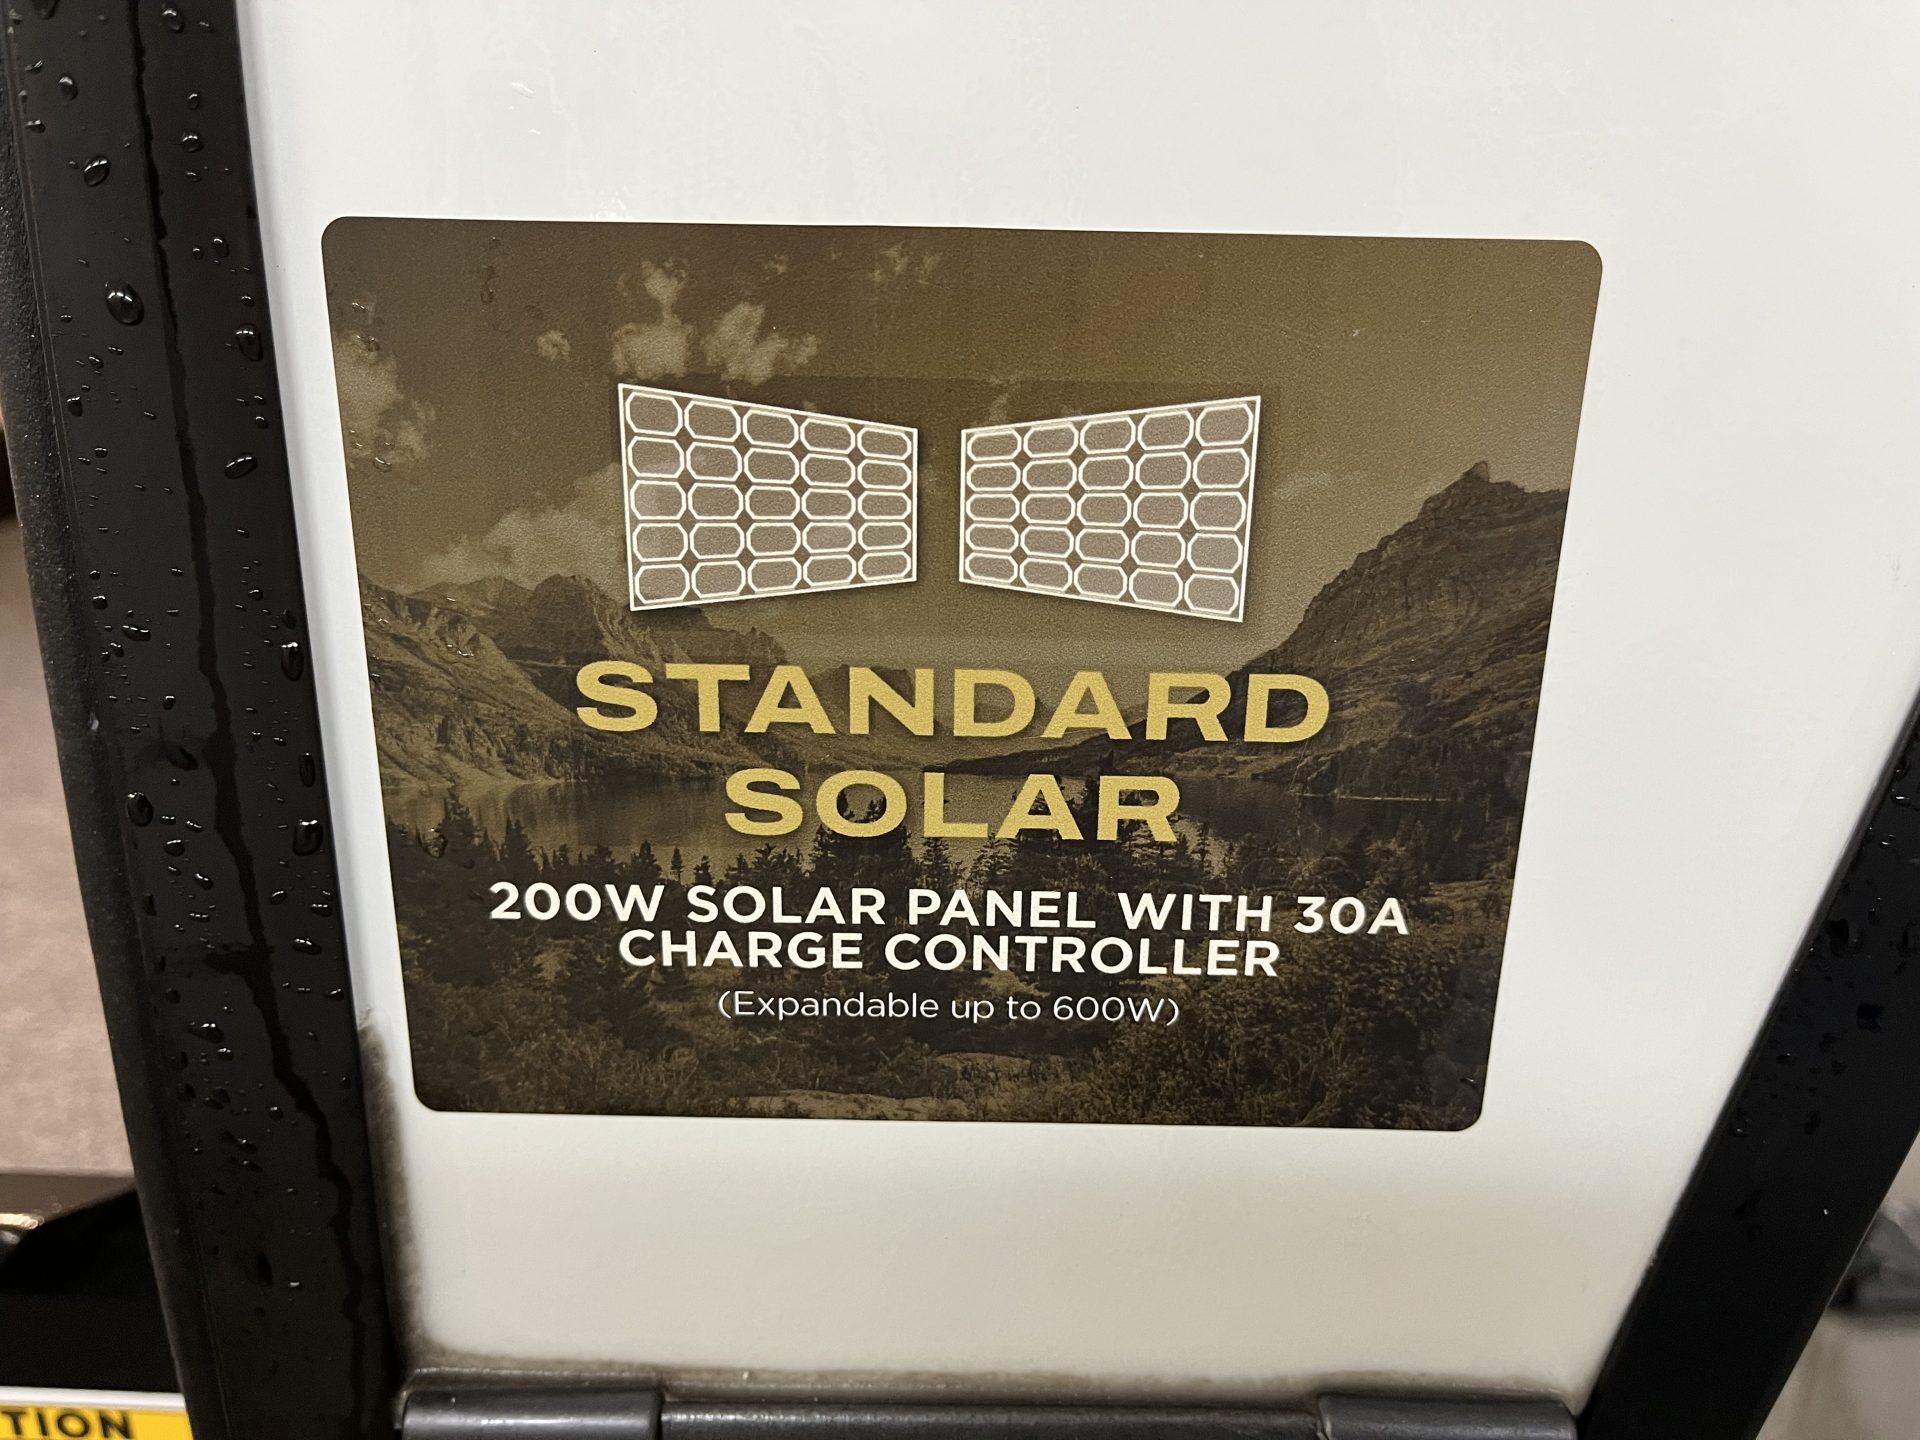 STANDARD
SOLAR
200W SOLAR PANEL WITH 30A
CHARGE CONTROLLER
(Expandable up to 600W)
TION